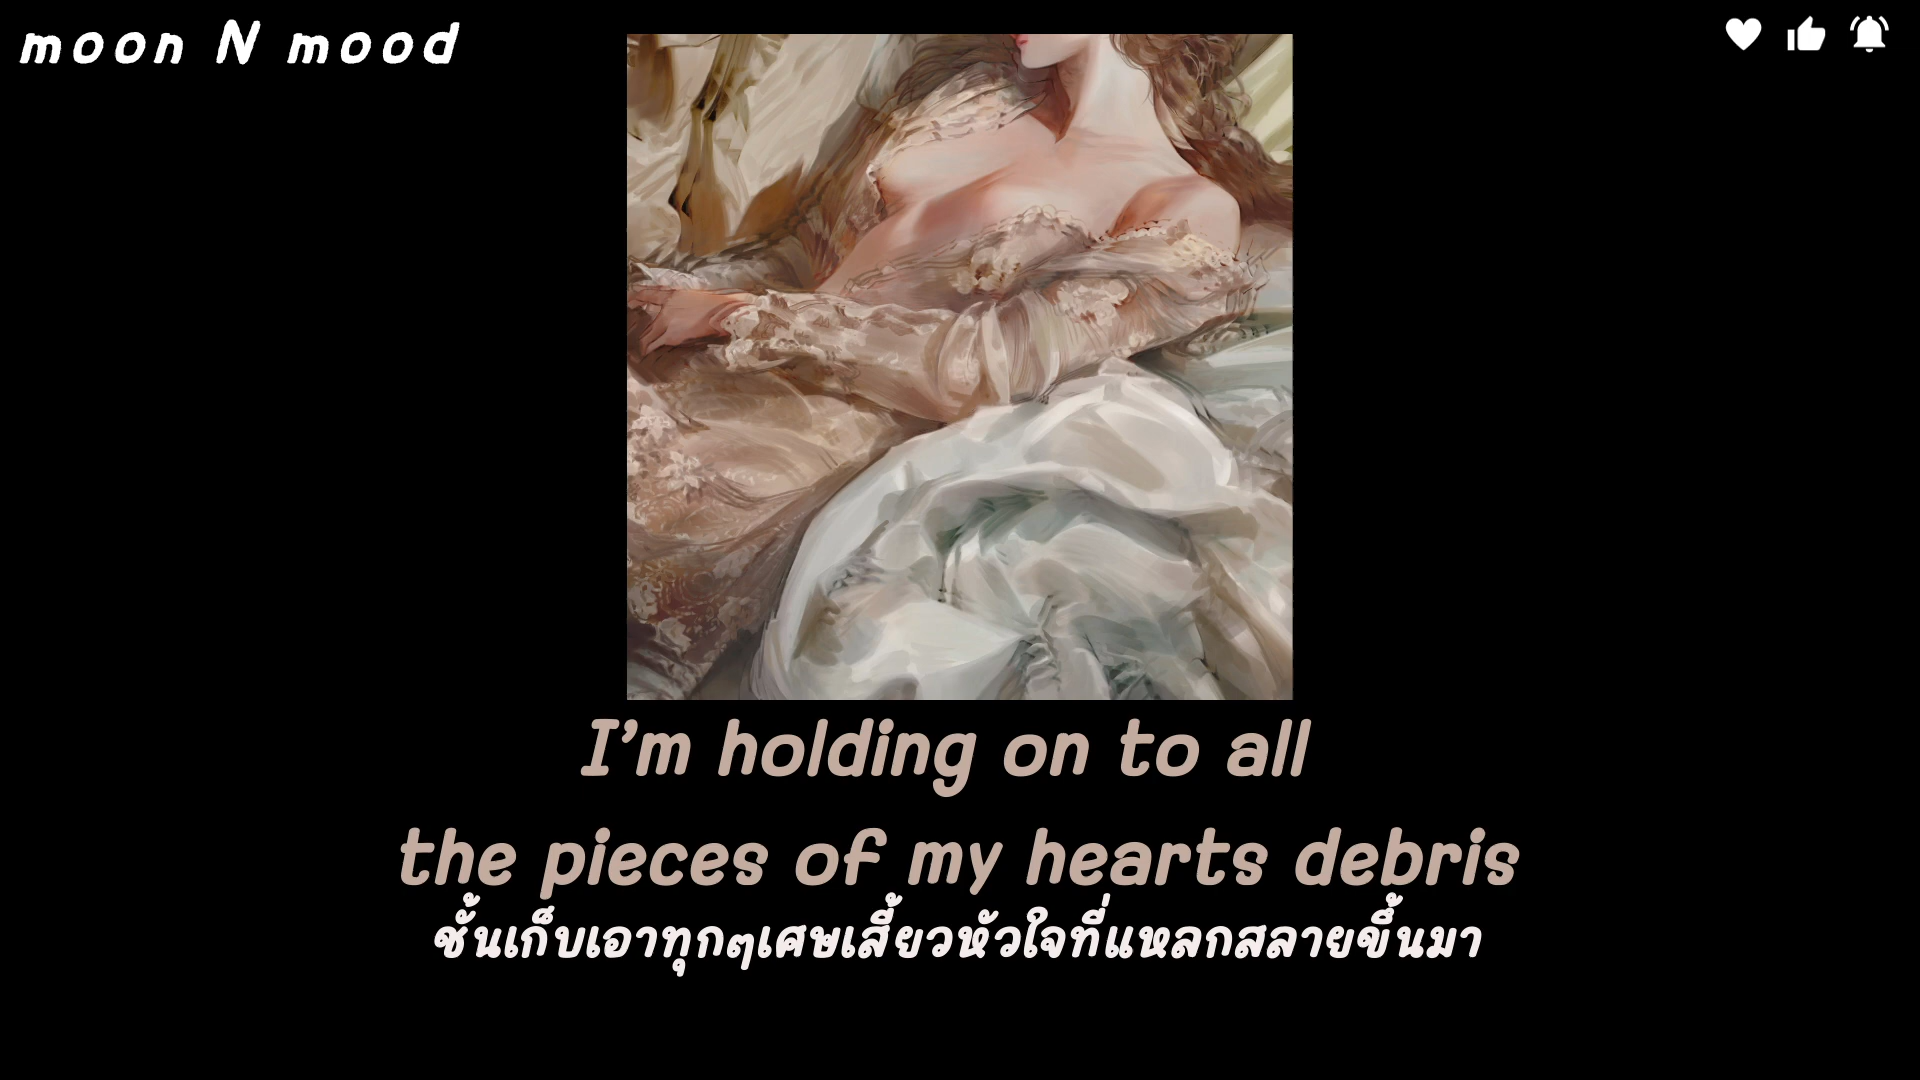 moon N mood
I'm holding on to all
the pieces of my hearts debris
ชั้นเก็บเอาทุกๆเศษเสี้ยวหัวใจที่แหลกสลายขึ้นมา